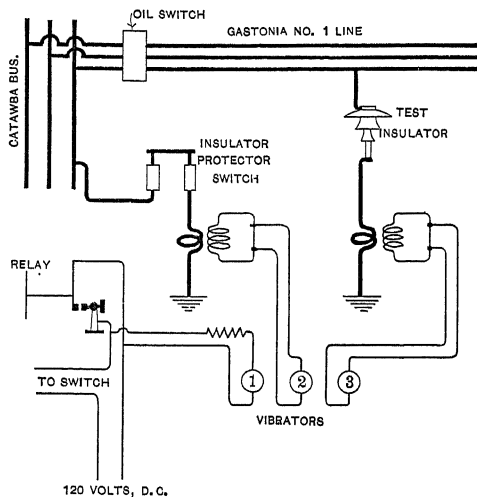 OIL SWITCH
GASTONIA NO. 1 LINE
CATAWBA BUS.
TEST
INSULATOR
INSULATOR
PROTECTOR
SWITCH
RELAY
1
2
3
TO SWITCH
VIBRATORS
120 VOLTS, D.C.